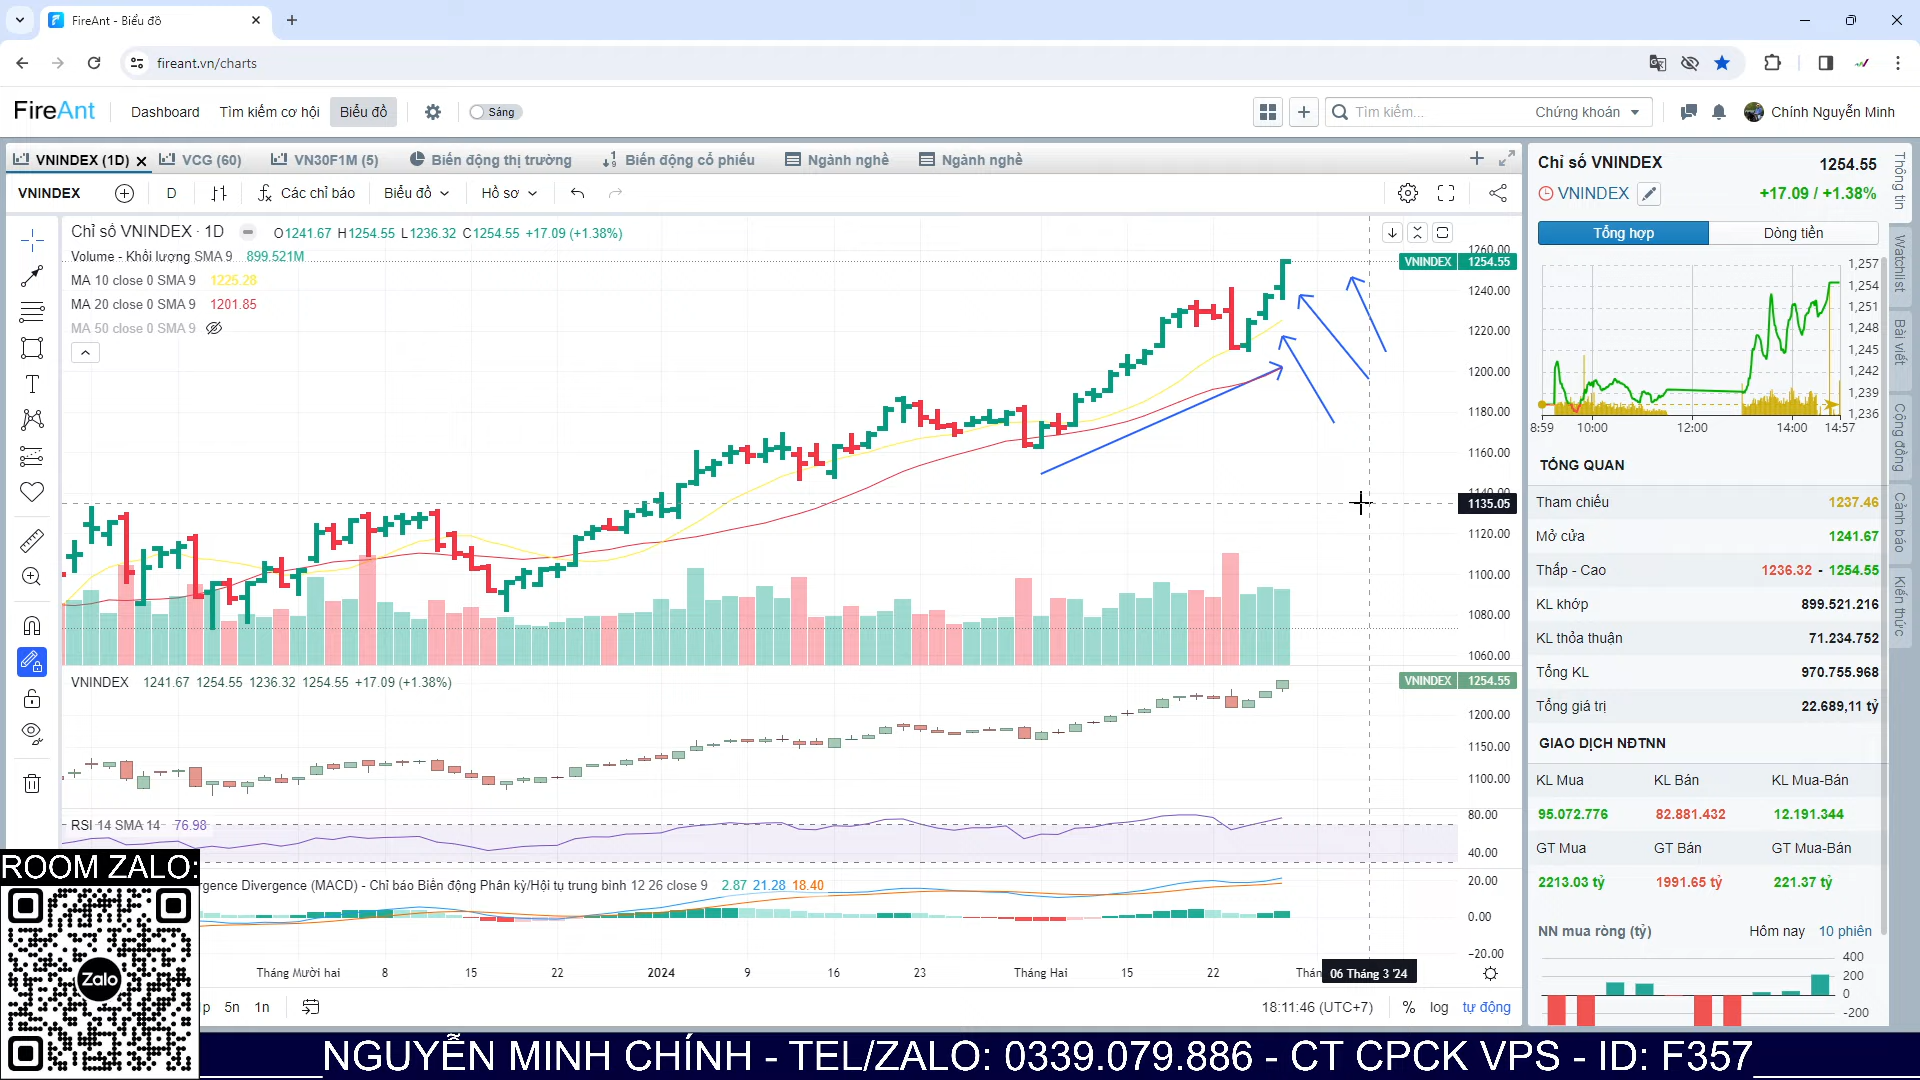 FireAnt - Biểu đồ
fireant.vn/charts
FireAnt
Dashboard
Tìm kiếm cơ hội
Biểu đồ
Sáng
Tìm kiếm...
Chứng khoán
Chính Nguyễn Minh
VNINDEX (1D)
VCG (60)
VN30F1M (5)
Biến động thị trường
Biến động cổ phiếu
Ngành nghề
Ngành nghề
VNINDEX
D
Các chỉ báo
Biểu đồ
Hồ sơ
Chỉ số VNINDEX · 1D
O1241.67 H1254.55 L1236.32 C1254.55 +17.09 (+1.38%)
Volume - Khối lượng SMA 9 899.521M
MA 10 close 0 SMA 9 1225.28
MA 20 close 0 SMA 9 1201.85
MA 50 close 0 SMA 9
1260.00
VNINDEX 1254.55
1240.00
1220.00
1200.00
1180.00
1160.00
1140.00
1135.05
1120.00
1100.00
1080.00
1060.00
VNINDEX 1241.67 1254.55 1236.32 1254.55 +17.09 (+1.38%)
VNINDEX 1254.55
1200.00
1150.00
1100.00
RSI 14 SMA 14 76.98
80.00
40.00
rgence Divergence (MACD) - Chỉ báo Biến động Phân kỳ/Hội tụ trung bình 12 26 close 9 2.87 21.28 18.40
20.00
0.00
−20.00
Tháng Mười hai 8 15 22 2024 9 16 23 Tháng Hai 15 22 Thán 06 Tháng 3 '24
5n 1n
18:11:46 (UTC+7) % log tự động
Chỉ số VNINDEX 1254.55
VNINDEX +17.09 / +1.38%
Tổng hợp Dòng tiền
1,257
1,254
1,251
1,248
1,245
1,242
1,239
1,236
8:59 10:00 12:00 14:00 14:57
TỔNG QUAN
Tham chiếu 1237.46
Mở cửa 1241.67
Thấp - Cao 1236.32 - 1254.55
KL khớp 899.521.216
KL thỏa thuận 71.234.752
Tổng KL 970.755.968
Tổng giá trị 22.689,11 tỷ
GIAO DỊCH NĐTNN
KL Mua KL Bán KL Mua-Bán
95.072.776 82.881.432 12.191.344
GT Mua GT Bán GT Mua-Bán
2213.03 tỷ 1991.65 tỷ 221.37 tỷ
NN mua ròng (tỷ) Hôm nay 10 phiên
400
200
0
-200
Thông tin
Watchlist
Bài viết
Cộng đồng
Cảnh báo
Kiến thức
ROOM ZALO:
Zalo
NGUYỄN MINH CHÍNH - TEL/ZALO: 0339.079.886 - CT CPCK VPS - ID: F357